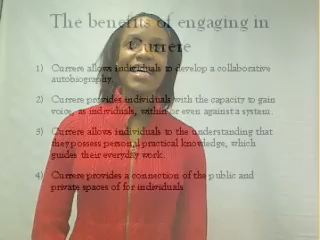 The benefits of engaging in
Currere
1) Currere allows individuals to develop a collaborative
autobiography.
2) Currere provides individuals with the capacity to gain
voice, as individuals, within or even against a system.
3) Currere allows individuals to the understanding that
they possess personal practical knowledge, which
guides their everyday work.
4) Currere provides a connection of the public and
private spaces of for individuals